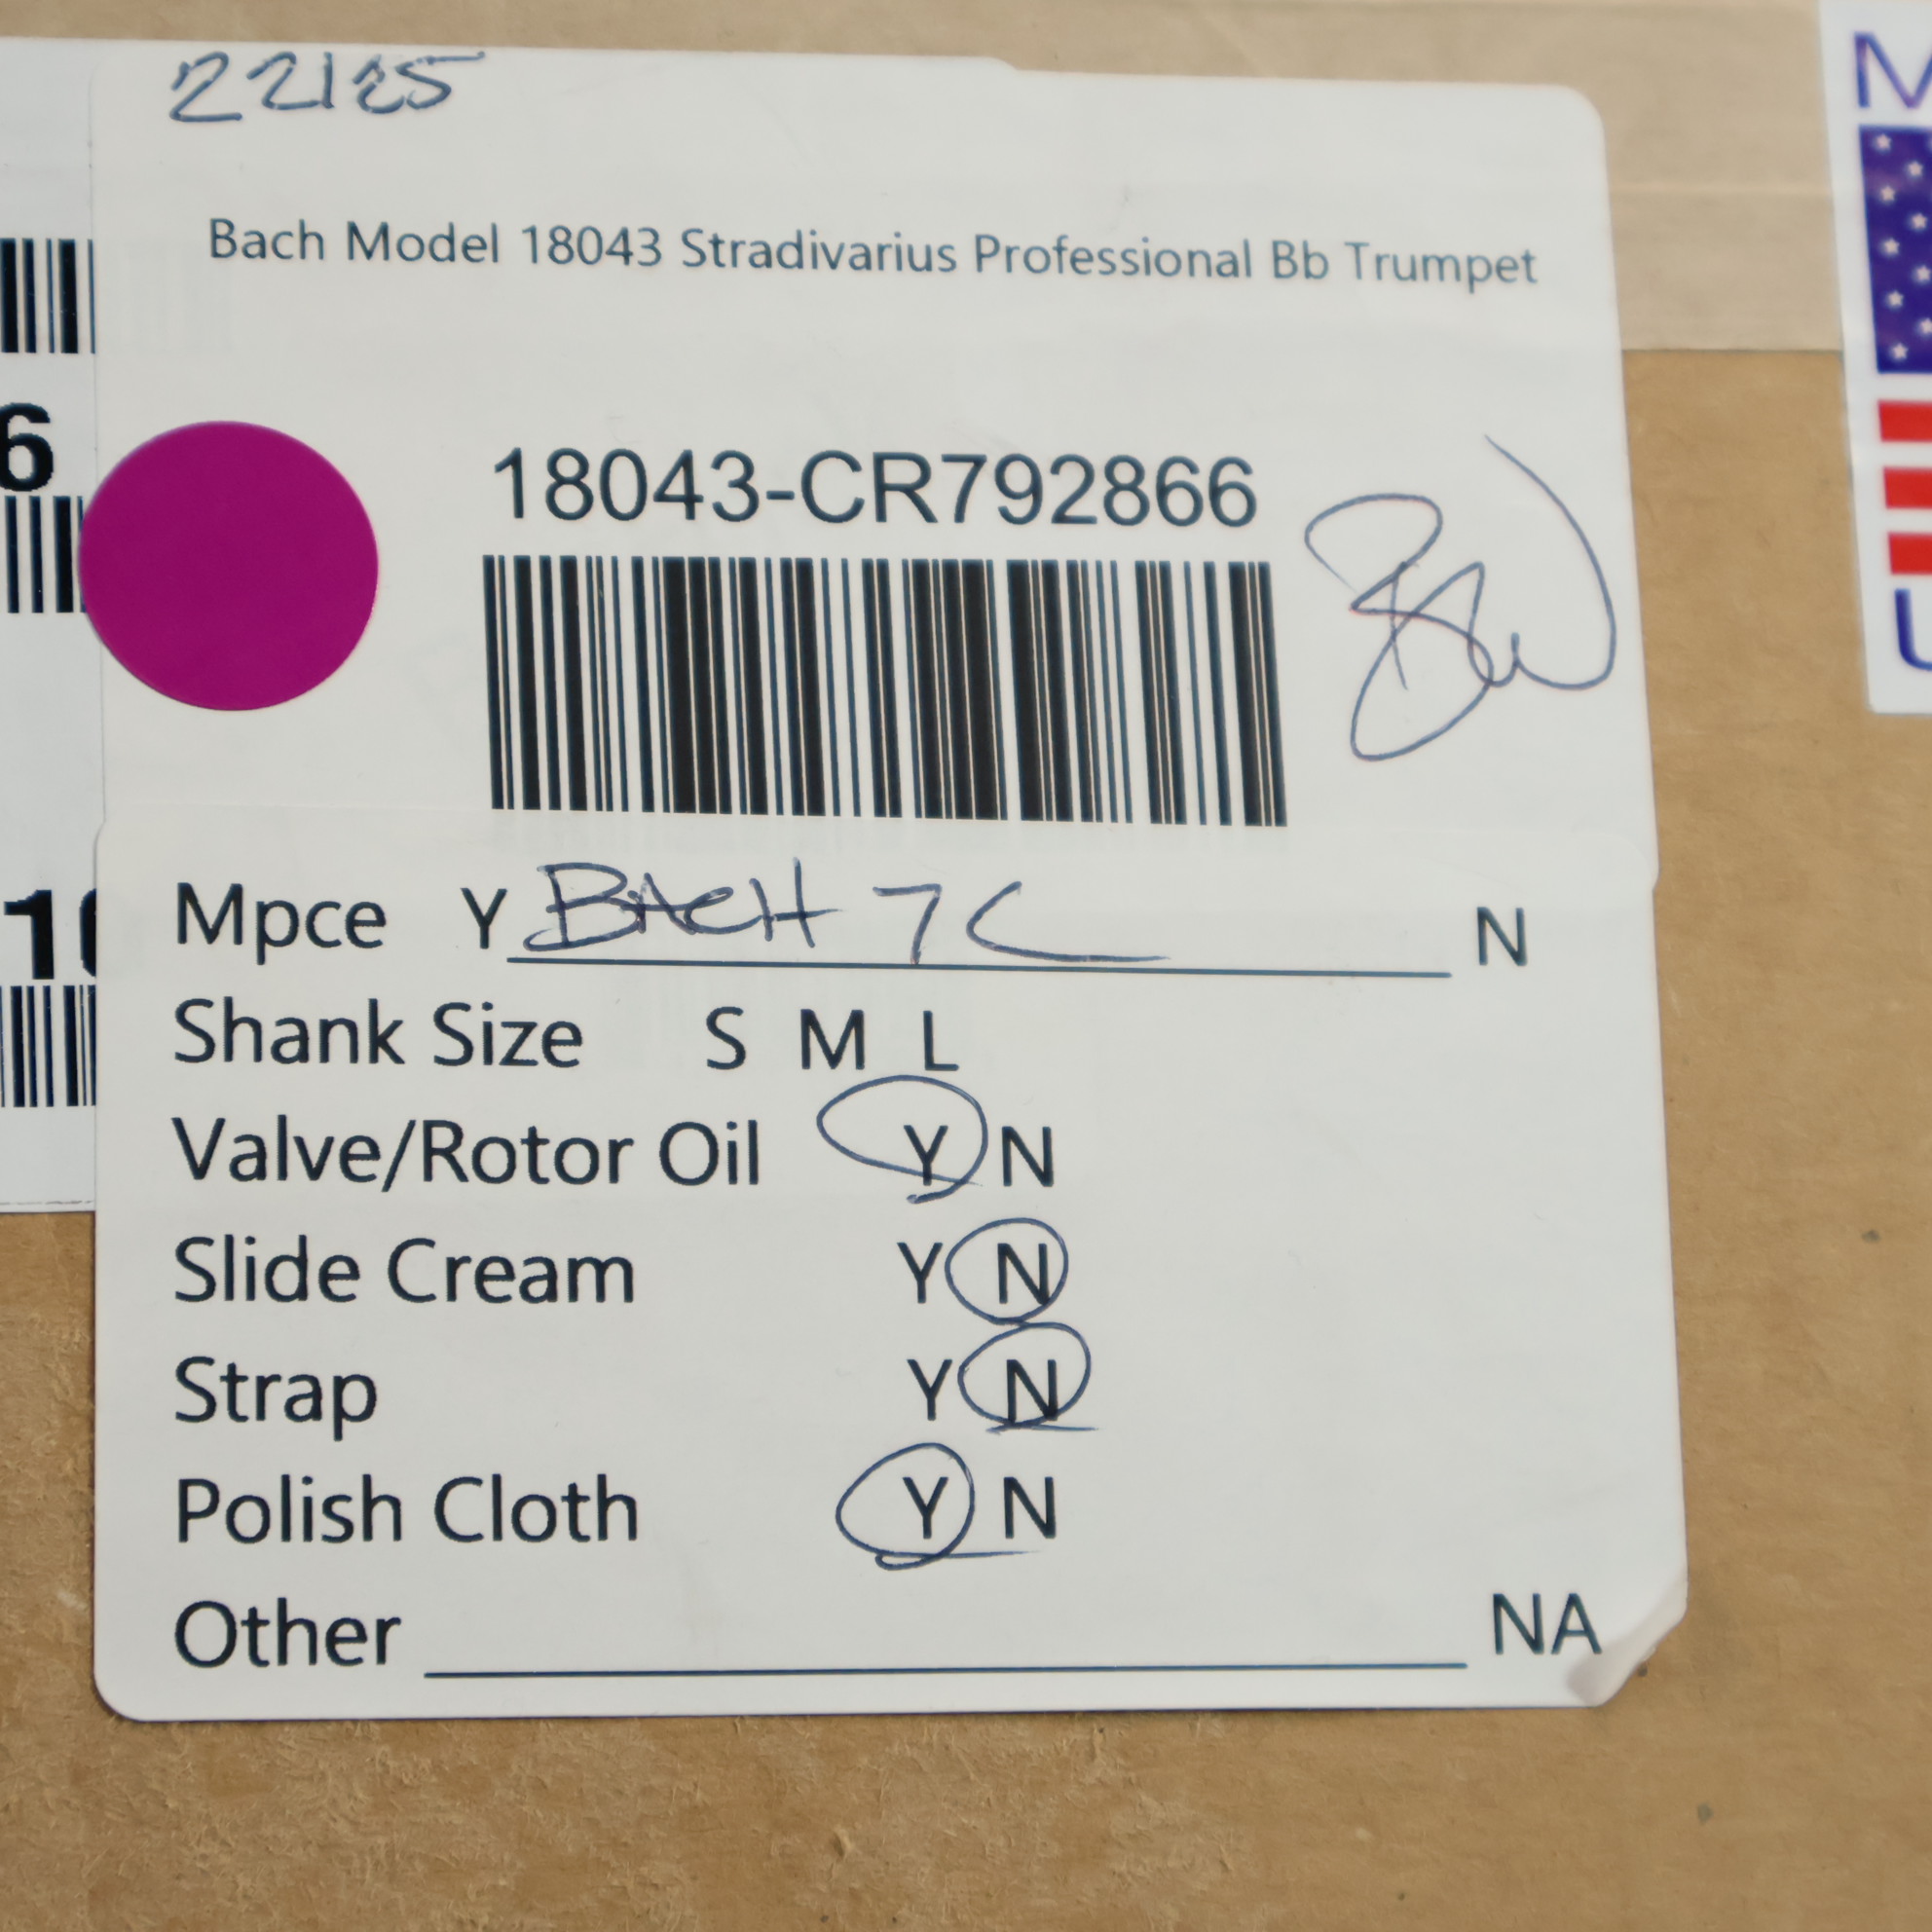 22125
Bach Model 18043 Stradivarius Professional Bb Trumpet
18043-CR792866
Mpce Y BACH 7C N
Shank Size S M L
Valve/Rotor Oil Y N
Slide Cream Y N
Strap Y N
Polish Cloth Y N
Other NA
6